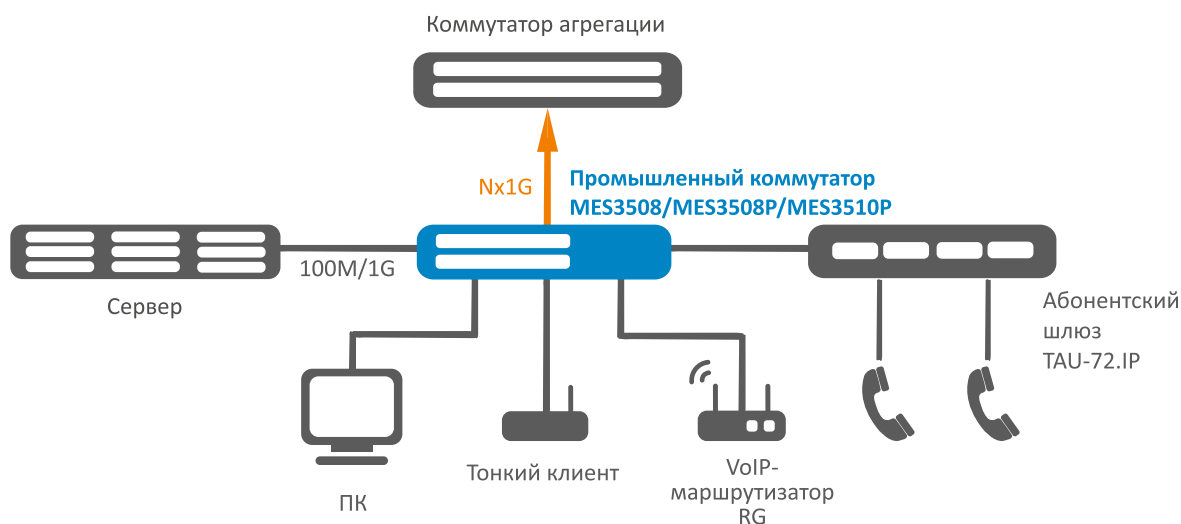 Коммутатор агрегации
Nx1G
Промышленный коммутатор
MES3508/MES3508P/MES3510P
100M/1G
Сервер
Абонентский
шлюз
TAU-72.IP
ПК
Тонкий клиент
VoIP-
маршрутизатор
RG